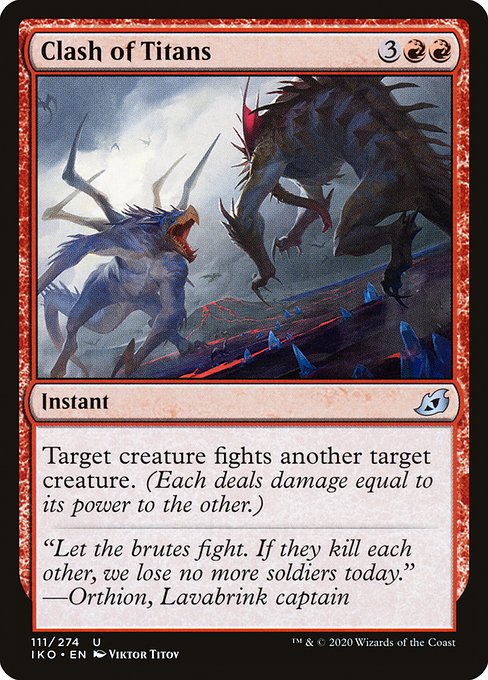 Clash of Titans 3
Instant
Target creature fights another target
creature. (Each deals damage equal to
its power to the other.)
“Let the brutes fight. If they kill each
other, we lose no more soldiers today.”
—Orthion, Lavabrink captain
111/274 U
IKO • EN Viktor Titov
™ & © 2020 Wizards of the Coast